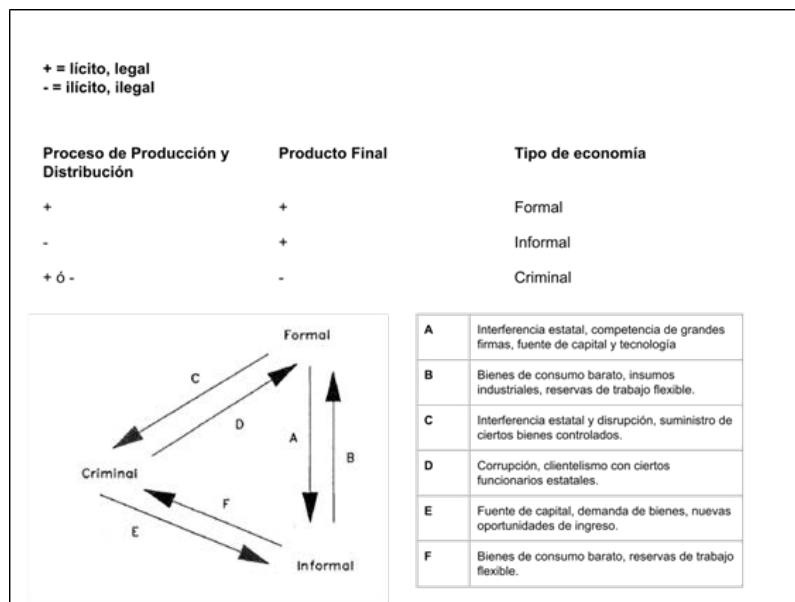 + = lícito, legal
- = ilícito, ilegal
Proceso de Producción y
Distribución
Producto Final
Tipo de economía
+ + Formal
- + Informal
+ ó - - Criminal
Formal
C
D
A
B
Criminal
F
E
Informal
A Interferencia estatal, competencia de grandes
firmas, fuente de capital y tecnología
B Bienes de consumo barato, insumos
industriales, reservas de trabajo flexible.
C Interferencia estatal y disrupción, suministro de
ciertos bienes controlados.
D Corrupción, clientelismo con ciertos
funcionarios estatales.
E Fuente de capital, demanda de bienes, nuevas
oportunidades de ingreso.
F Bienes de consumo barato, reservas de trabajo
flexible.